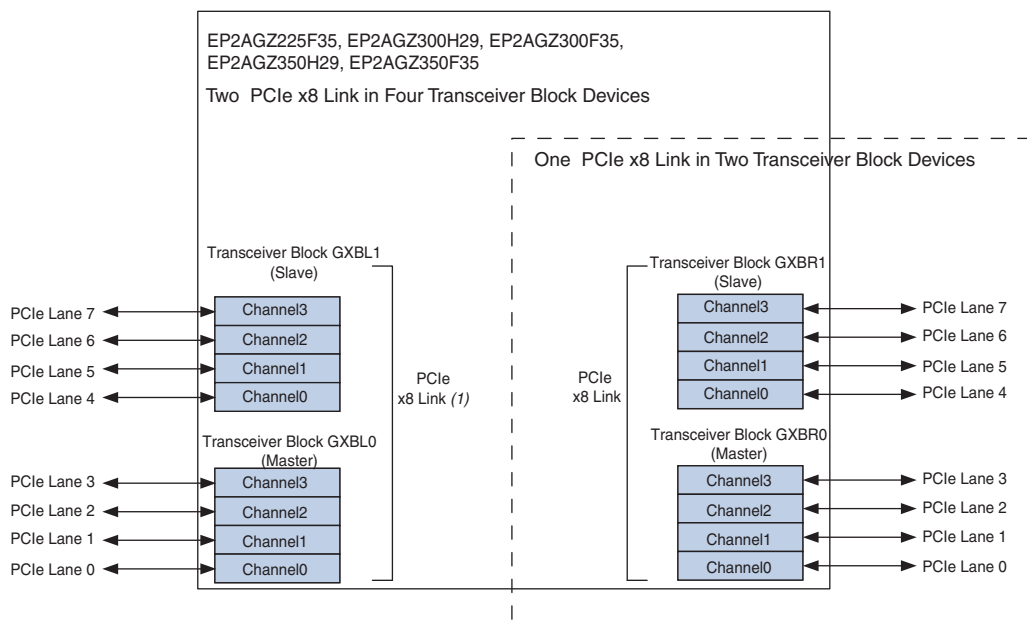 EP2AGZ225F35, EP2AGZ300H29, EP2AGZ300F35,
EP2AGZ350H29, EP2AGZ350F35
Two PCIe x8 Link in Four Transceiver Block Devices
One PCIe x8 Link in Two Transceiver Block Devices
Transceiver Block GXBL1
(Slave)
PCIe Lane 7
Channel3
PCIe Lane 6
Channel2
PCIe Lane 5
Channel1
PCIe Lane 4
Channel0
PCIe
x8 Link (1)
Transceiver Block GXBL0
(Master)
PCIe Lane 3
Channel3
PCIe Lane 2
Channel2
PCIe Lane 1
Channel1
PCIe Lane 0
Channel0
Transceiver Block GXBR1
(Slave)
Channel3
PCIe Lane 7
Channel2
PCIe Lane 6
Channel1
PCIe Lane 5
Channel0
PCIe Lane 4
PCIe
x8 Link
Transceiver Block GXBR0
(Master)
Channel3
PCIe Lane 3
Channel2
PCIe Lane 2
Channel1
PCIe Lane 1
Channel0
PCIe Lane 0